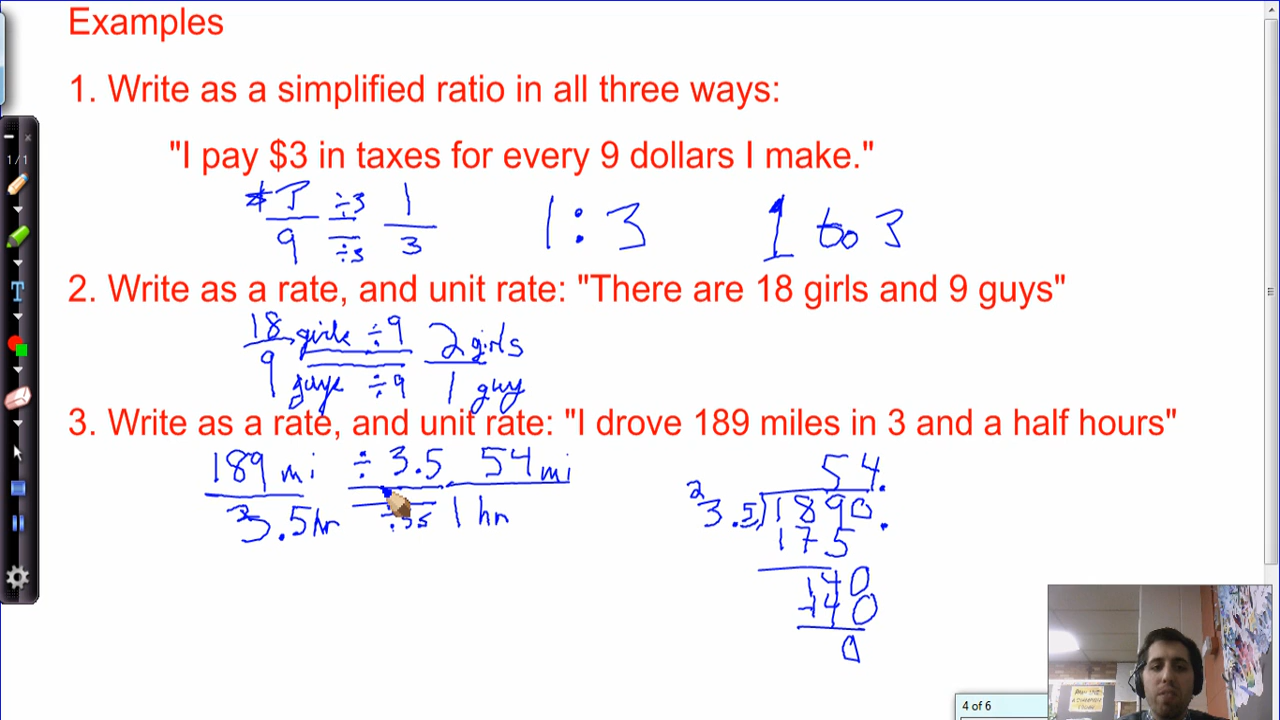 Examples
1. Write as a simplified ratio in all three ways:
"I pay $3 in taxes for every 9 dollars I make."
$3 ÷3 1 1 : 3 1 to 3
9 ÷3 3
2. Write as a rate, and unit rate: "There are 18 girls and 9 guys"
18 girls ÷9 2 girls
9 guys ÷9 1 guy
3. Write as a rate, and unit rate: "I drove 189 miles in 3 and a half hours"
189 mi ÷ 3.5 54 mi
3.5 hr ÷3.5 1 hr
54.
2
3.5 1890.
175
140
-140
0
1/1
T
4 of 6